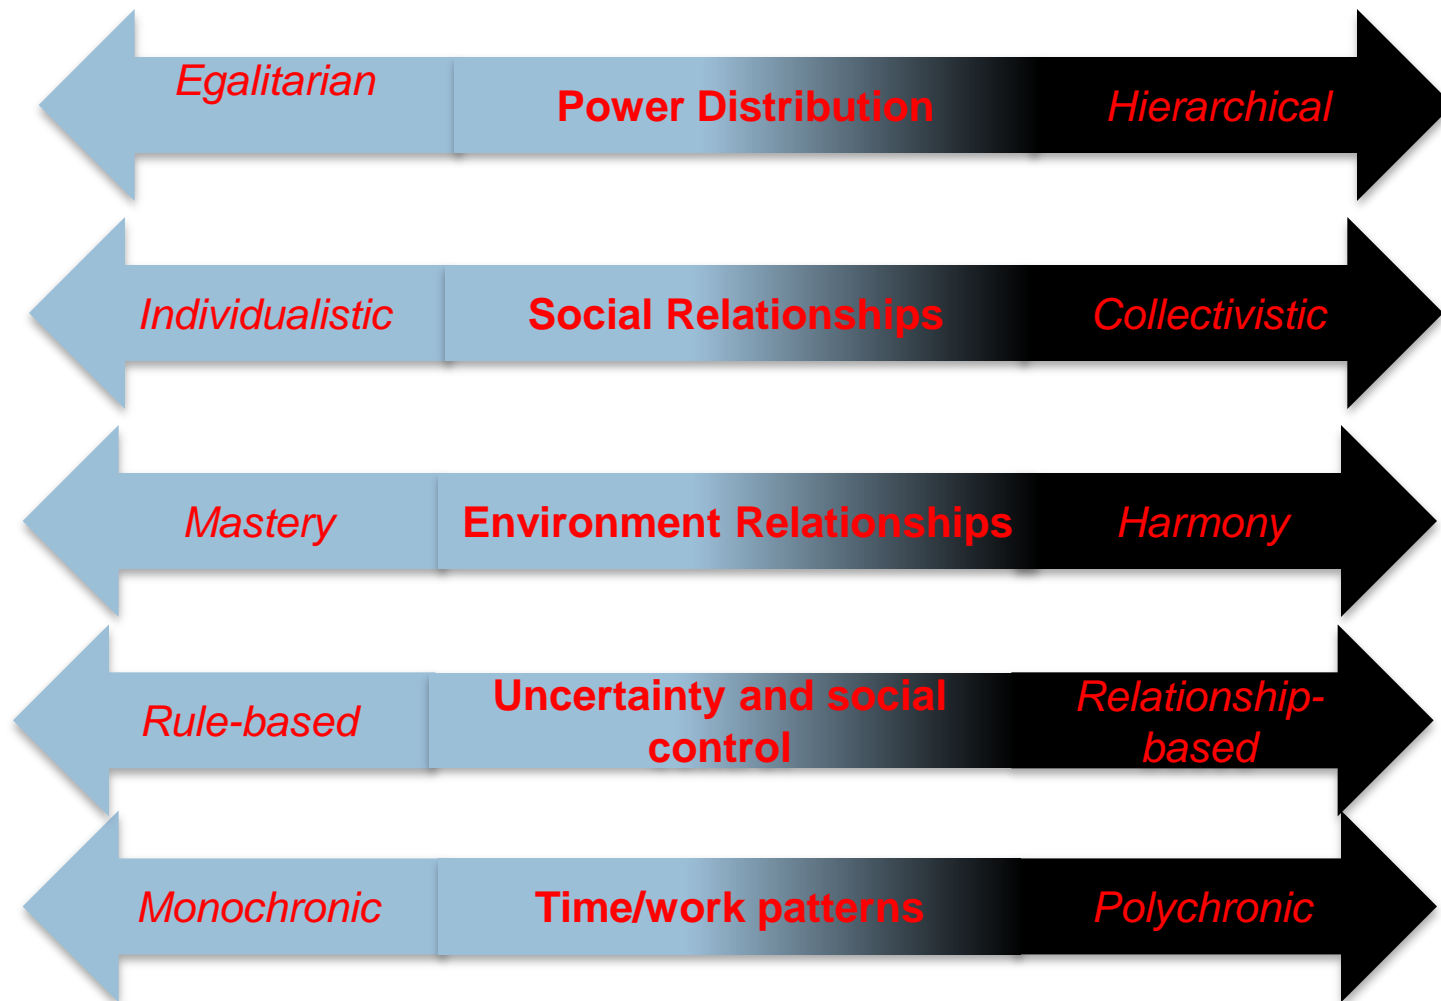 Egalitarian
Power Distribution
Hierarchical
Individualistic
Social Relationships
Collectivistic
Mastery
Environment Relationships
Harmony
Rule-based
Uncertainty and social
control
Relationship-
based
Monochronic
Time/work patterns
Polychronic